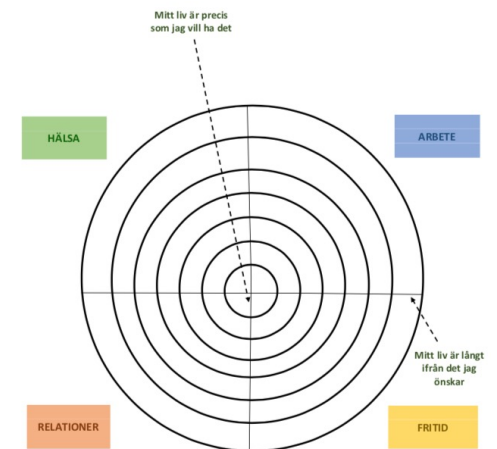 Mitt liv är precis
som jag vill ha det
HÄLSA
ARBETE
Mitt liv är långt
ifrån det jag
önskar
RELATIONER
FRITID